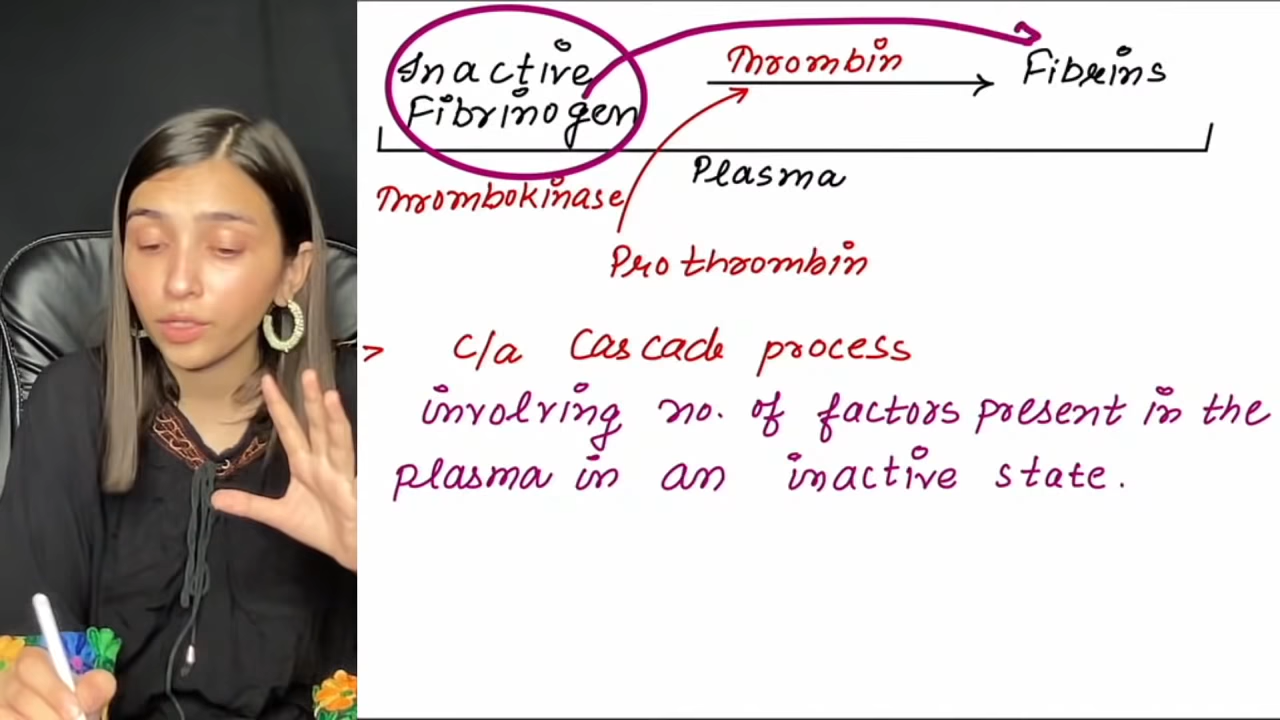 Inactive
Thrombin
Fibrins
Fibrinogen
Plasma
Thrombokinase
Prothrombin
> c/a Cascade process
involving no. of factors present in the
plasma in an inactive state.